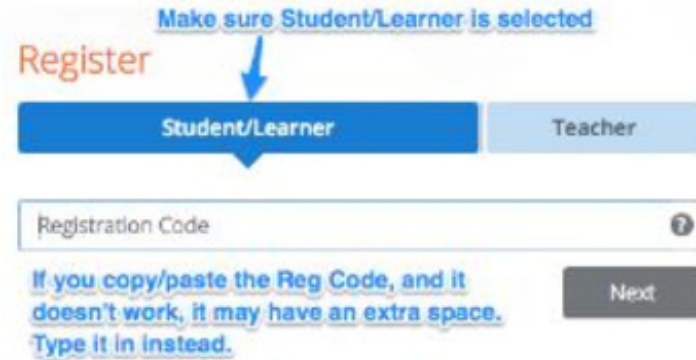 Make sure Student/Learner is selected
Register
Student/Learner
Teacher
Registration Code
If you copy/paste the Reg Code, and it
doesn't work, it may have an extra space.
Type it in instead.
Next